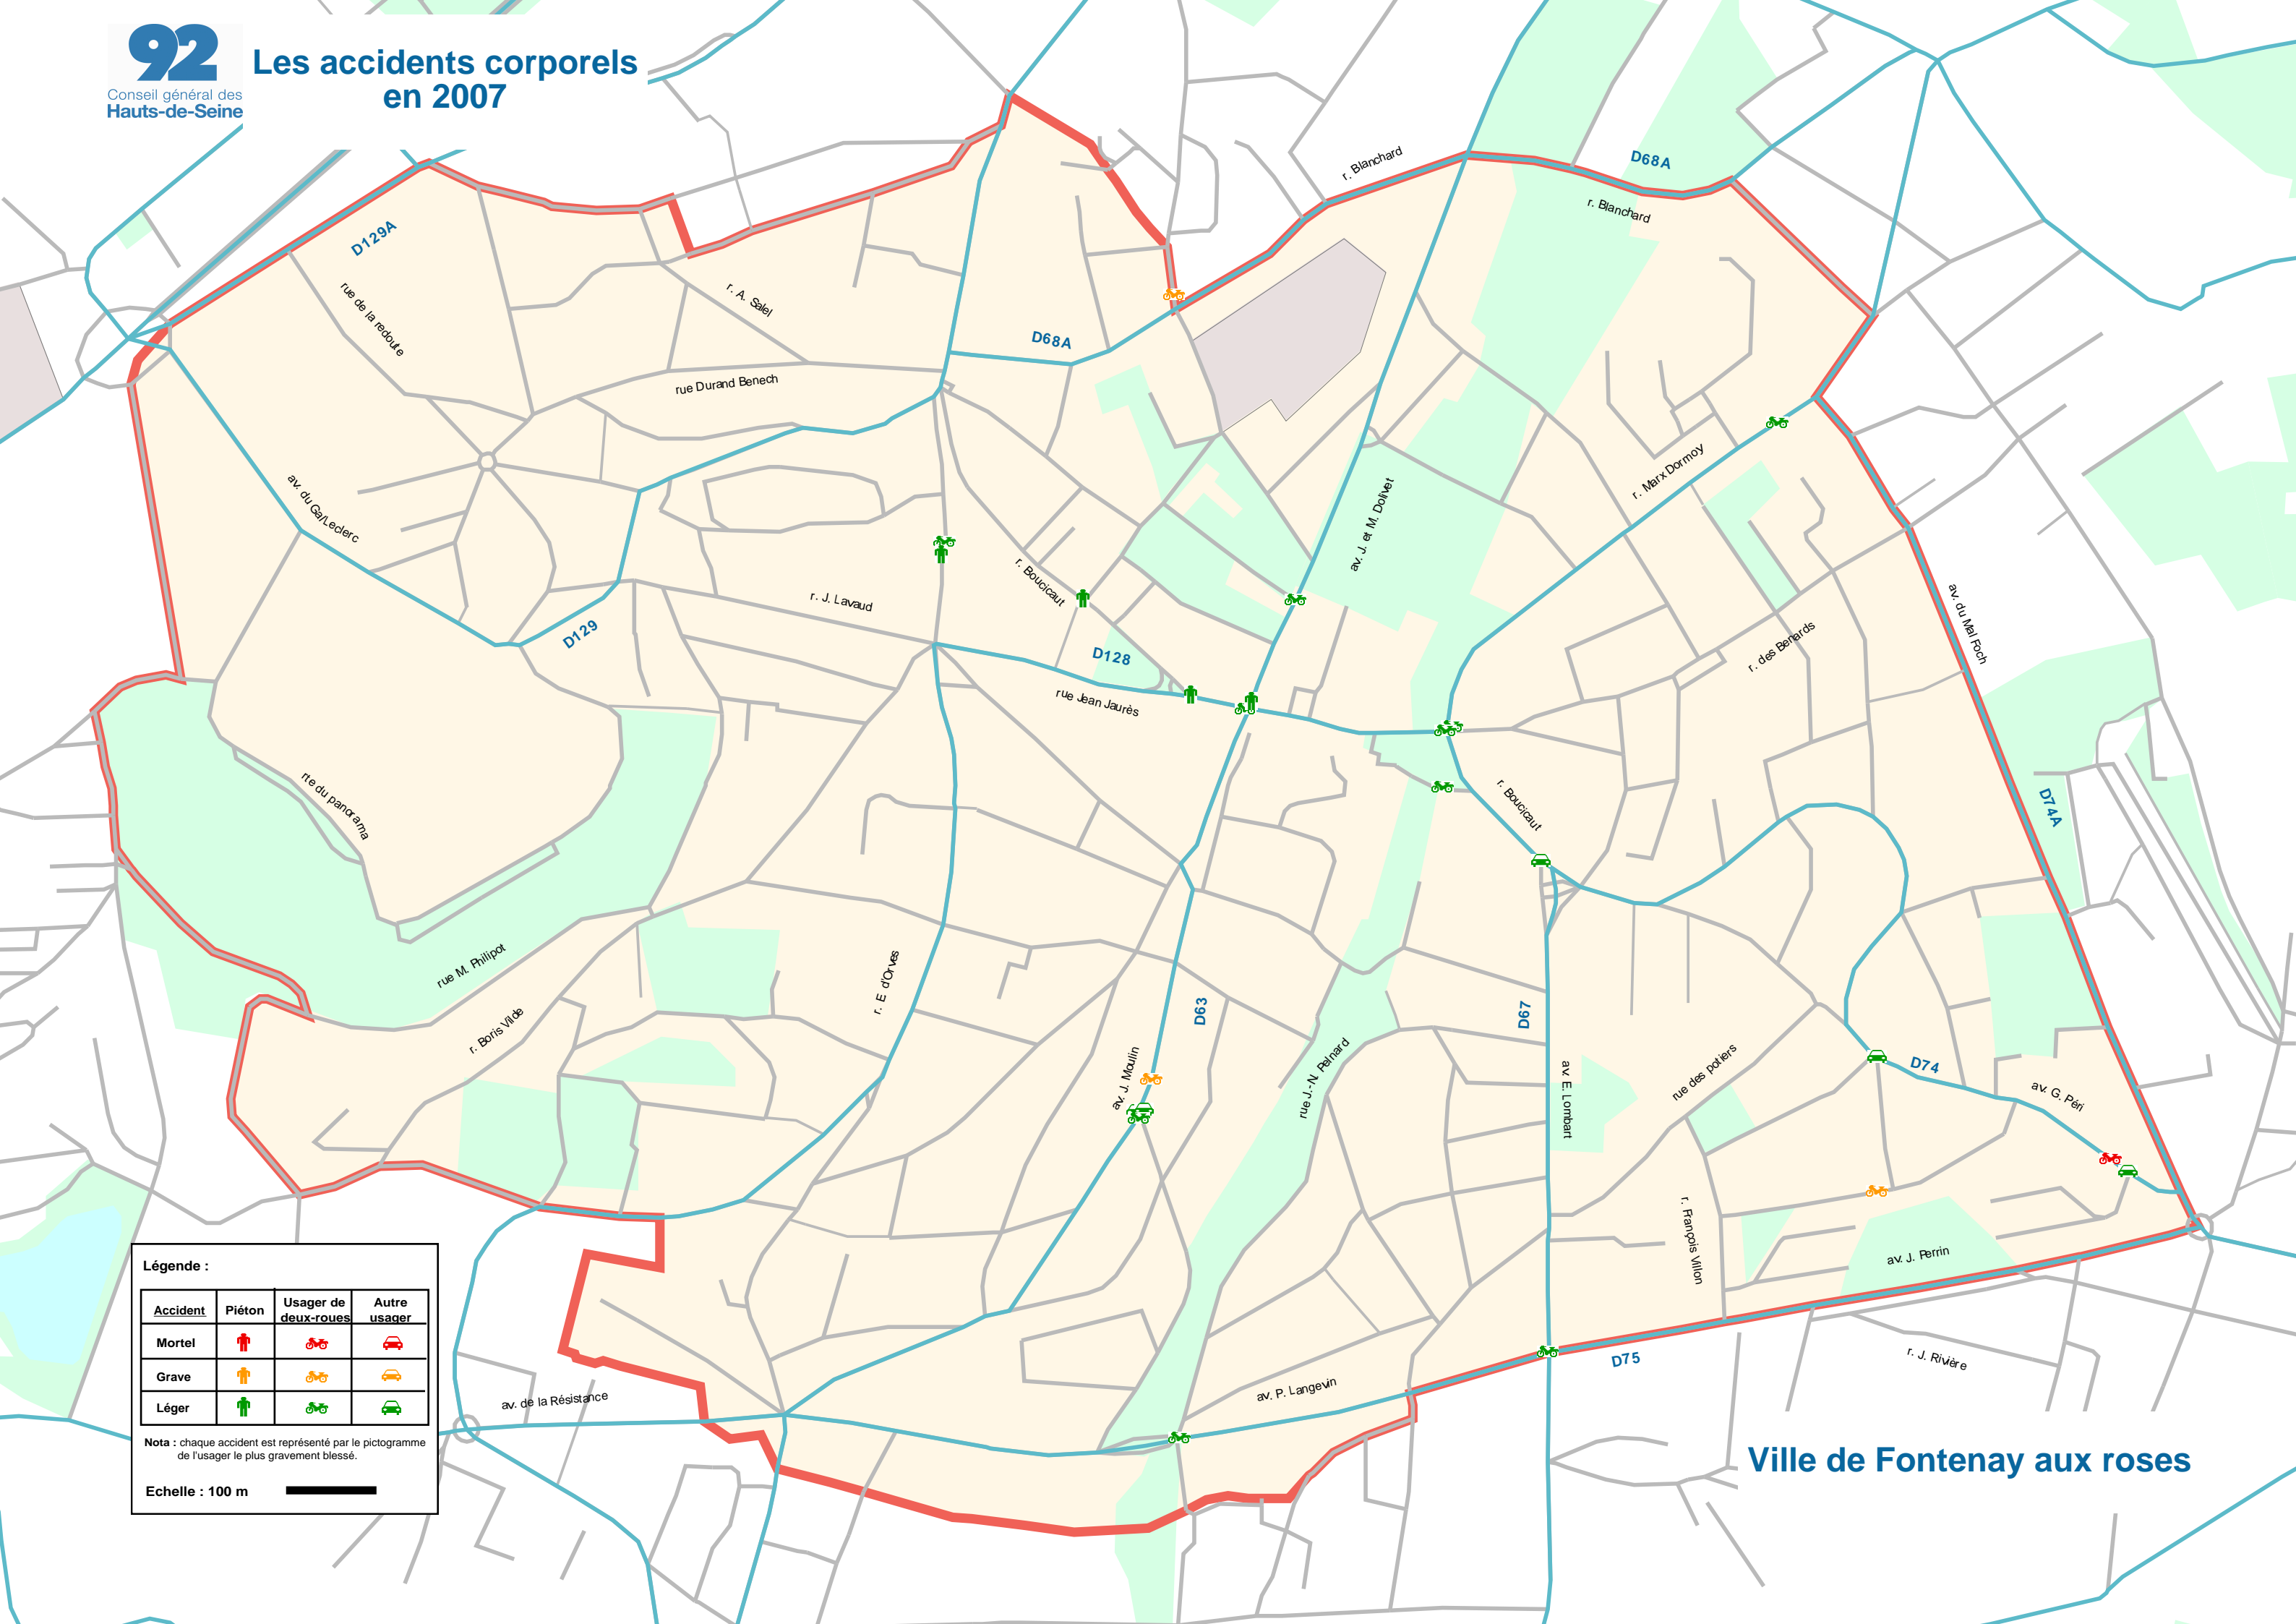 92
Conseil général des
Hauts-de-Seine
Les accidents corporels
en 2007
r. Blanchard
D68A
r. Blanchard
D129A
rue de la redoute
r. A. Salel
D68A
rue Durand Benech
av. du Gal Leclerc
r. Marx Dormoy
av. J. et M. Dolivet
r. Boucicaut
r. J. Lavaud
D129
D128
av. du Mal Foch
r. des Benards
rue Jean Jaurès
rte du panorama
r. Boucicaut
D74A
rue M. Philipot
r. E. d'Orves
r. Boris Vilde
D63
D67
av. J. Moulin
rue J.-N. Pelnard
av. E. Lombart
rue des potiers
D74
av. G. Péri
r. François Villon
av. J. Perrin
D75
r. J. Rivière
av. P. Langevin
av. de la Résistance
Légende :
Accident Piéton Usager de deux-roues Autre usager
Mortel
Grave
Léger
Nota : chaque accident est représenté par le pictogramme
de l'usager le plus gravement blessé.
Echelle : 100 m
Ville de Fontenay aux roses